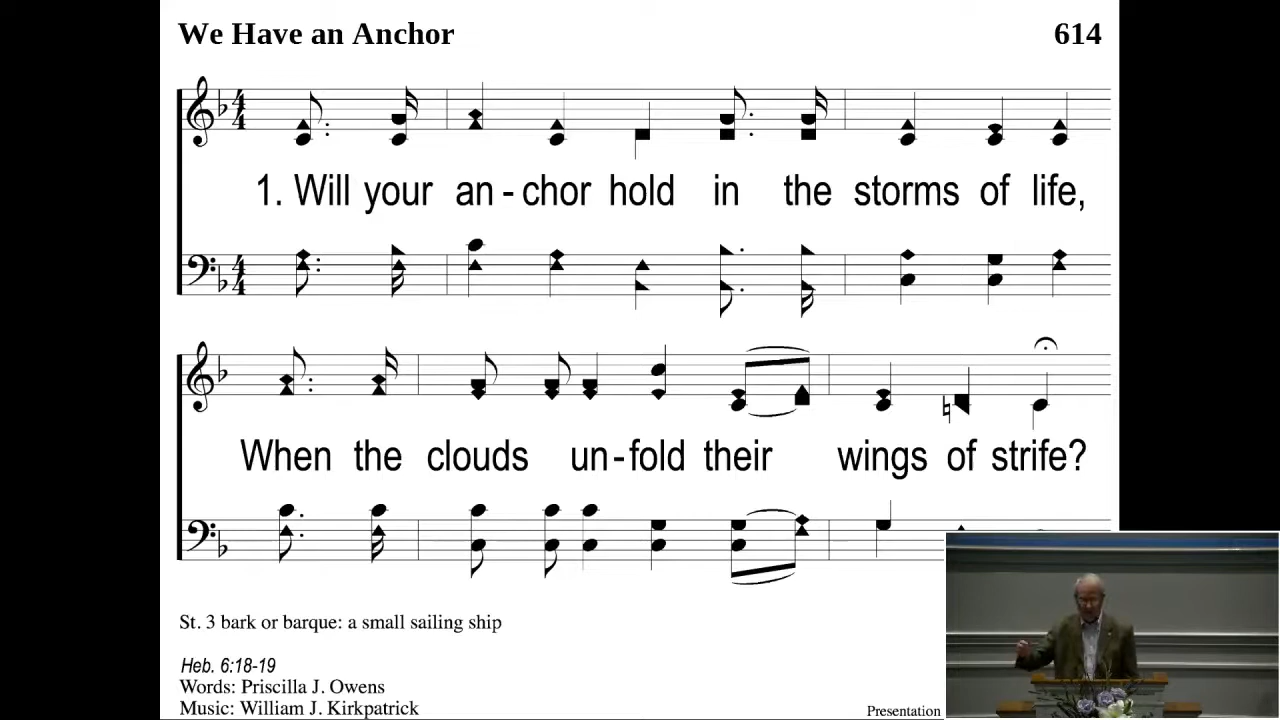 We Have an Anchor 614
1. Will your an - chor hold in the storms of life,
When the clouds un - fold their wings of strife?
St. 3 bark or barque: a small sailing ship
Heb. 6:18-19
Words: Priscilla J. Owens
Music: William J. Kirkpatrick
Presentation